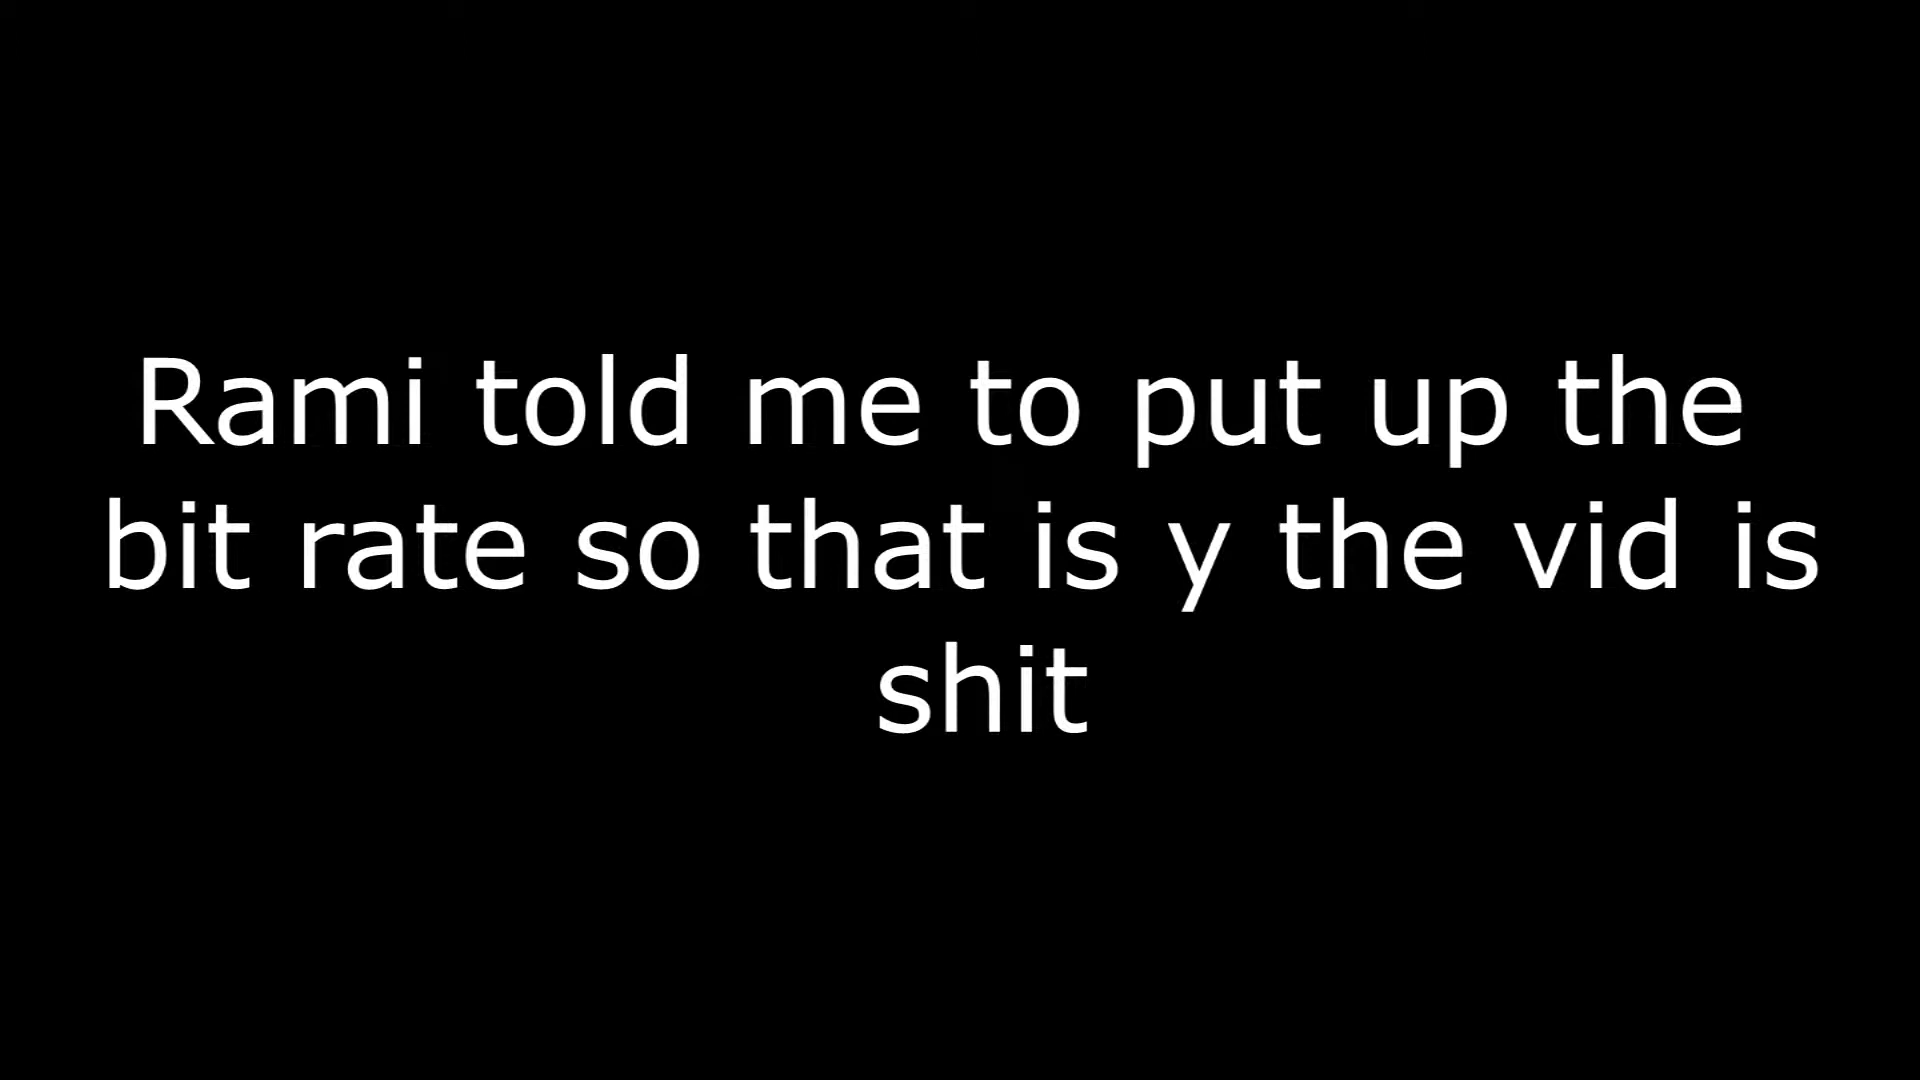 Rami told me to put up the
bit rate so that is y the vid is
shit